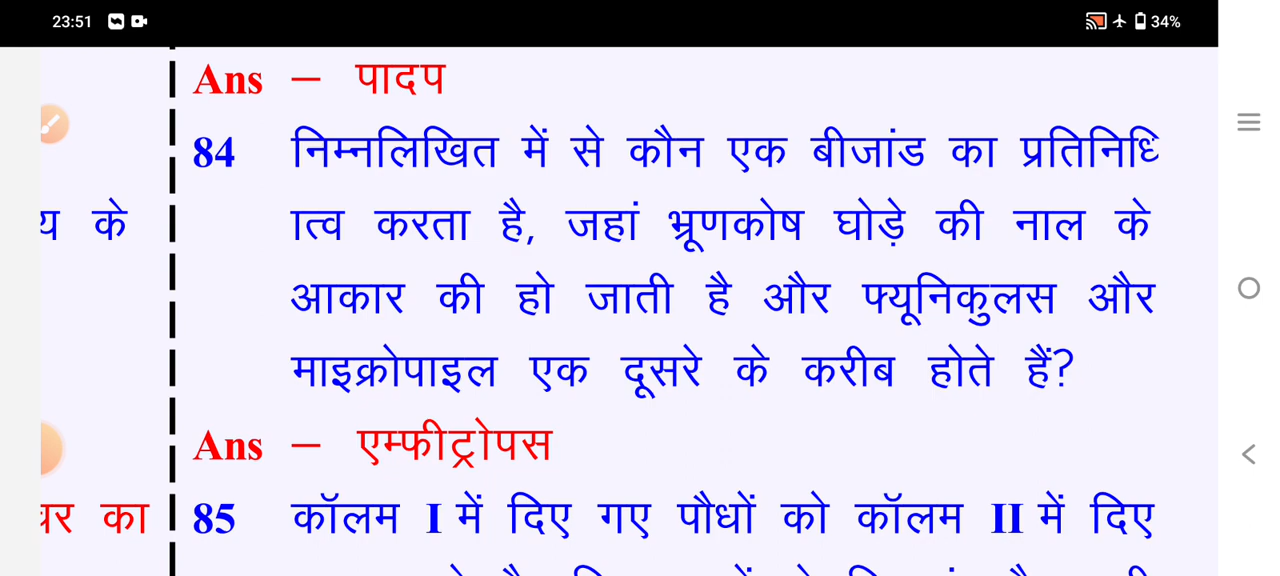 23:51
34%
Ans – पादप
84 निम्नलिखित में से कौन एक बीजांड का प्रतिनिधि
ात्व करता है, जहां भ्रूणकोष घोड़े की नाल के
य के
आकार की हो जाती है और फ्यूनिकुलस और
माइक्रोपाइल एक दूसरे के करीब होते हैं?
Ans – एम्फीट्रोपस
का
85 कॉलम I में दिए गए पौधों को कॉलम II में दिए